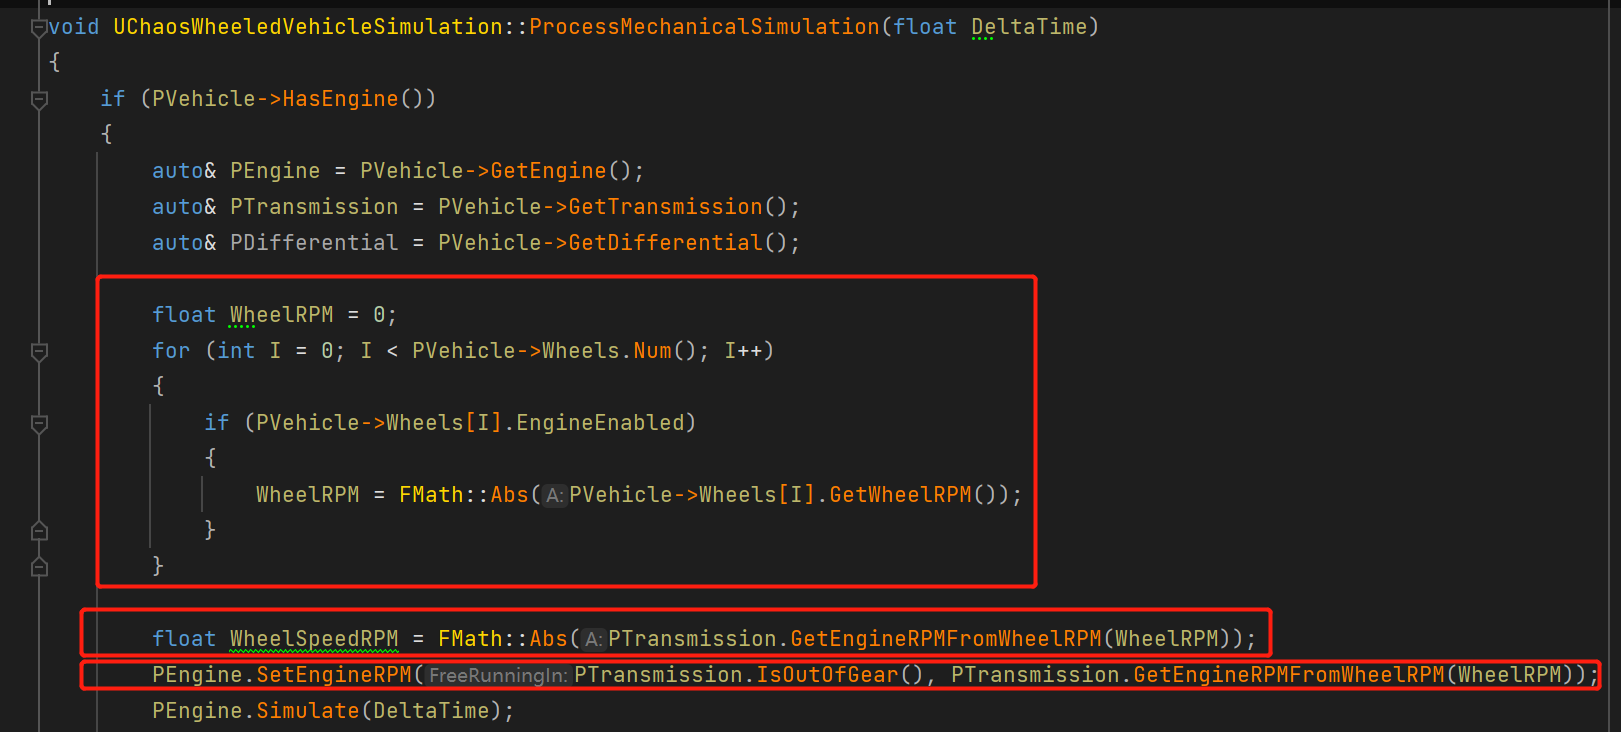 void UChaosWheeledVehicleSimulation::ProcessMechanicalSimulation(float DeltaTime)
{
if (PVehicle->HasEngine())
{
auto& PEngine = PVehicle->GetEngine();
auto& PTransmission = PVehicle->GetTransmission();
auto& PDifferential = PVehicle->GetDifferential();
float WheelRPM = 0;
for (int I = 0; I < PVehicle->Wheels.Num(); I++)
{
if (PVehicle->Wheels[I].EngineEnabled)
{
WheelRPM = FMath::Abs(A:PVehicle->Wheels[I].GetWheelRPM());
}
}
float WheelSpeedRPM = FMath::Abs(A:PTransmission.GetEngineRPMFromWheelRPM(WheelRPM));
PEngine.SetEngineRPM(FreeRunningIn:PTransmission.IsOutOfGear(), PTransmission.GetEngineRPMFromWheelRPM(WheelRPM));
PEngine.Simulate(DeltaTime);